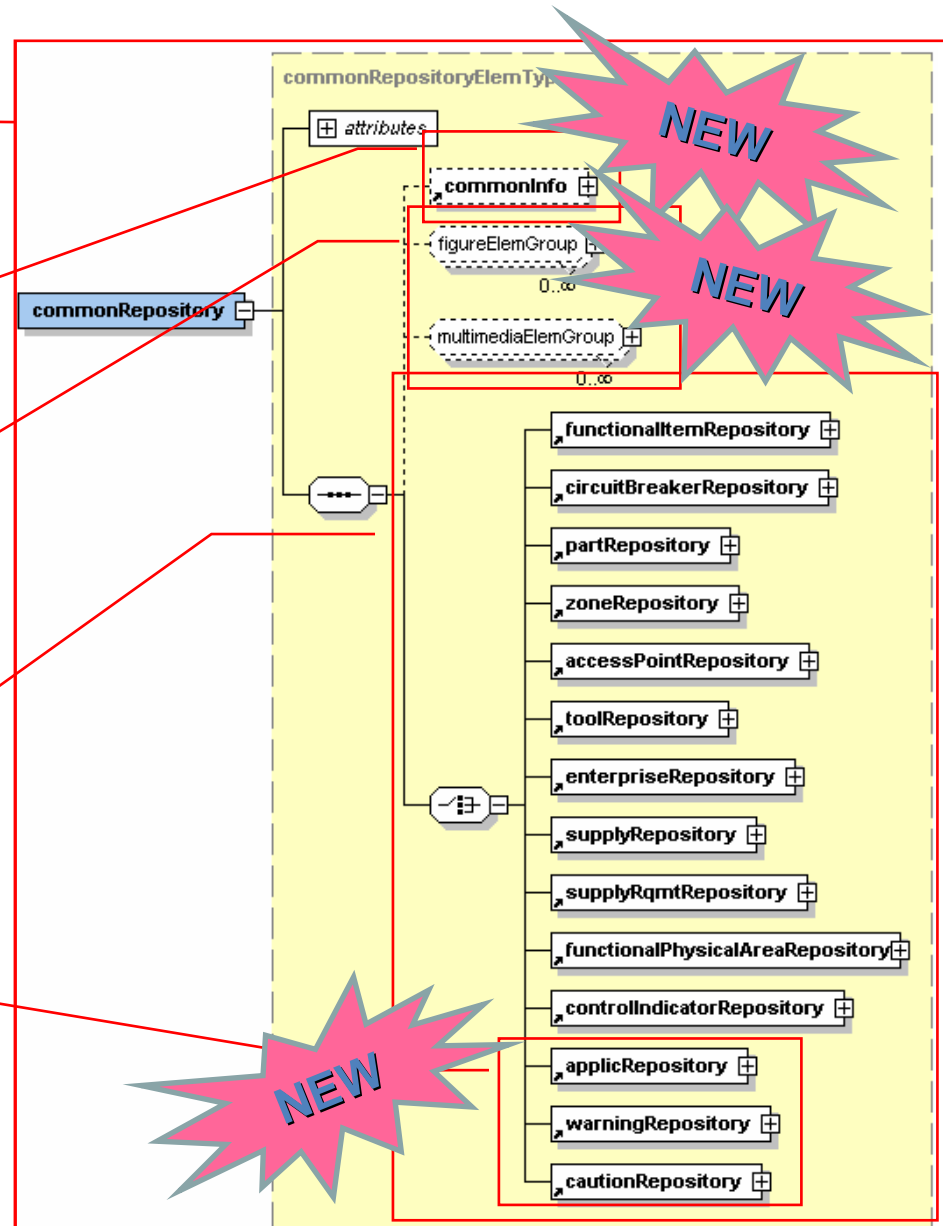 commonRepositoryElemTyp
attributes
NEW
commonInfo
figureElemGroup
NEW
0..∞
commonRepository
multimediaElemGroup
0..∞
functionalItemRepository
circuitBreakerRepository
partRepository
zoneRepository
accessPointRepository
toolRepository
enterpriseRepository
supplyRepository
supplyRqmtRepository
functionalPhysicalAreaRepository
controlIndicatorRepository
NEW
applicRepository
warningRepository
cautionRepository